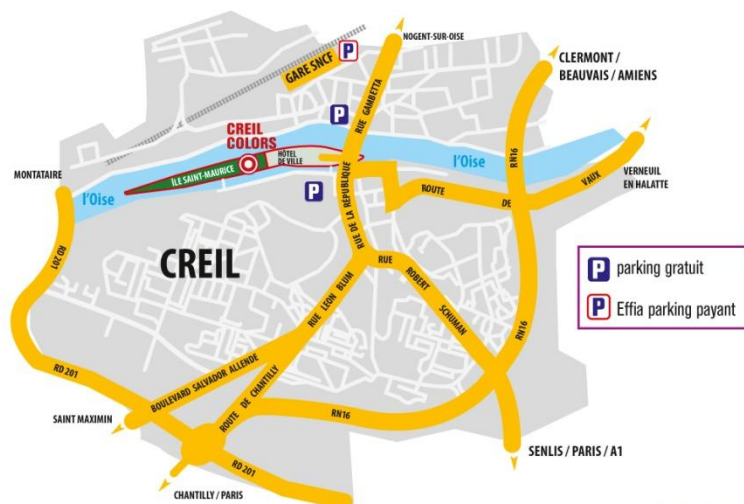 NOGENT-SUR-OISE
P
GARE SNCF
CLERMONT /
BEAUVAIS / AMIENS
P
RUE GAMBETTA
CREIL
COLORS
HÔTEL
DE VILLE
ÎLE SAINT-MAURICE
l'Oise
RN16
VERNEUIL
EN HALATTE
MONTATAIRE
l'Oise
P
RUE DE LA RÉPUBLIQUE
ROUTE
DE
VAUX
RD 201
CREIL
RUE
ROBERT
SCHUMAN
RUE LEON BLUM
P parking gratuit
P Effia parking payant
RN16
RD 201
BOULEVARD SALVADOR ALLENDE
ROUTE DE CHANTILLY
RN16
SAINT MAXIMIN
SENLIS / PARIS / A1
RD 201
CHANTILLY / PARIS